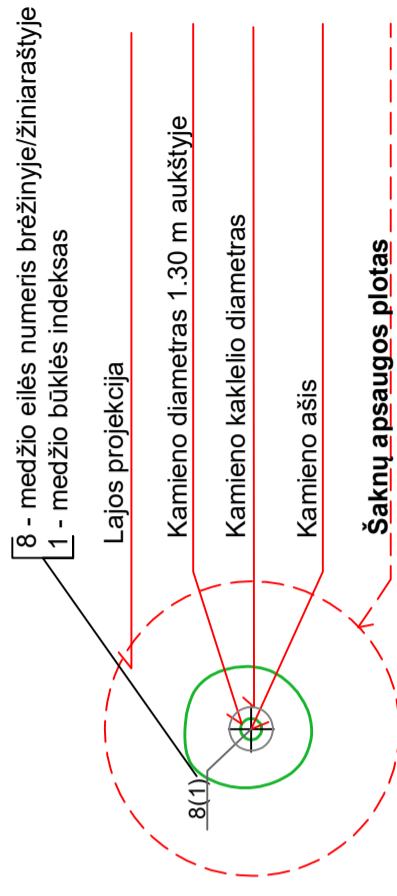 8 - medžio eilės numeris brėžinyje/žiniaraštyje
1 - medžio būklės indeksas
Lajos projekcija
Kamieno diametras 1.30 m aukštyje
Kamieno kaklelio diametras
Kamieno ašis
Šaknų apsaugos plotas
8(1)